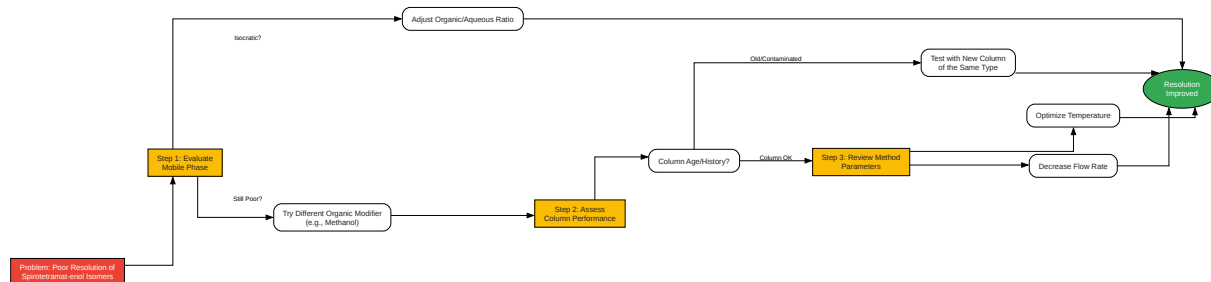 Adjust Organic/Aqueous Ratio
Isocratic?
Old/Contaminated
Test with New Column
of the Same Type
Resolution
Improved
Optimize Temperature
Step 1: Evaluate
Mobile Phase
Column Age/History?
Column OK
Step 3: Review Method
Parameters
Decrease Flow Rate
Still Poor?
Try Different Organic Modifier
(e.g., Methanol)
Step 2: Assess
Column Performance
Problem: Poor Resolution of
Spirotetramat-enol Isomers